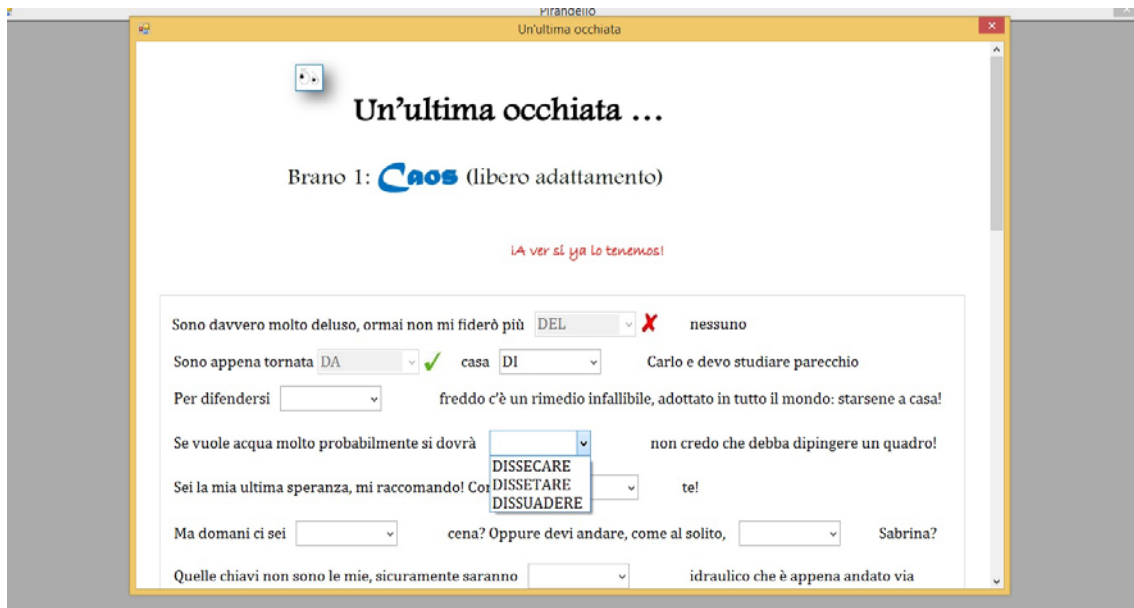 Pirandello
Un'ultima occhiata
Un'ultima occhiata ...
Brano 1: Caos (libero adattamento)
¡A ver si ya lo tenemos!
Sono davvero molto deluso, ormai non mi fiderò più DEL nessuno
Sono appena tornata DA casa DI Carlo e devo studiare parecchio
Per difendersi freddo c'è un rimedio infallibile, adottato in tutto il mondo: starsene a casa!
Se vuole acqua molto probabilmente si dovrà non credo che debba dipingere un quadro!
DISSECARE
Sei la mia ultima speranza, mi raccomando! DISSETARE te!
DISSUADERE
Ma domani ci sei cena? Oppure devi andare, come al solito, Sabrina?
Quelle chiavi non sono le mie, sicuramente saranno idraulico che è appena andato via